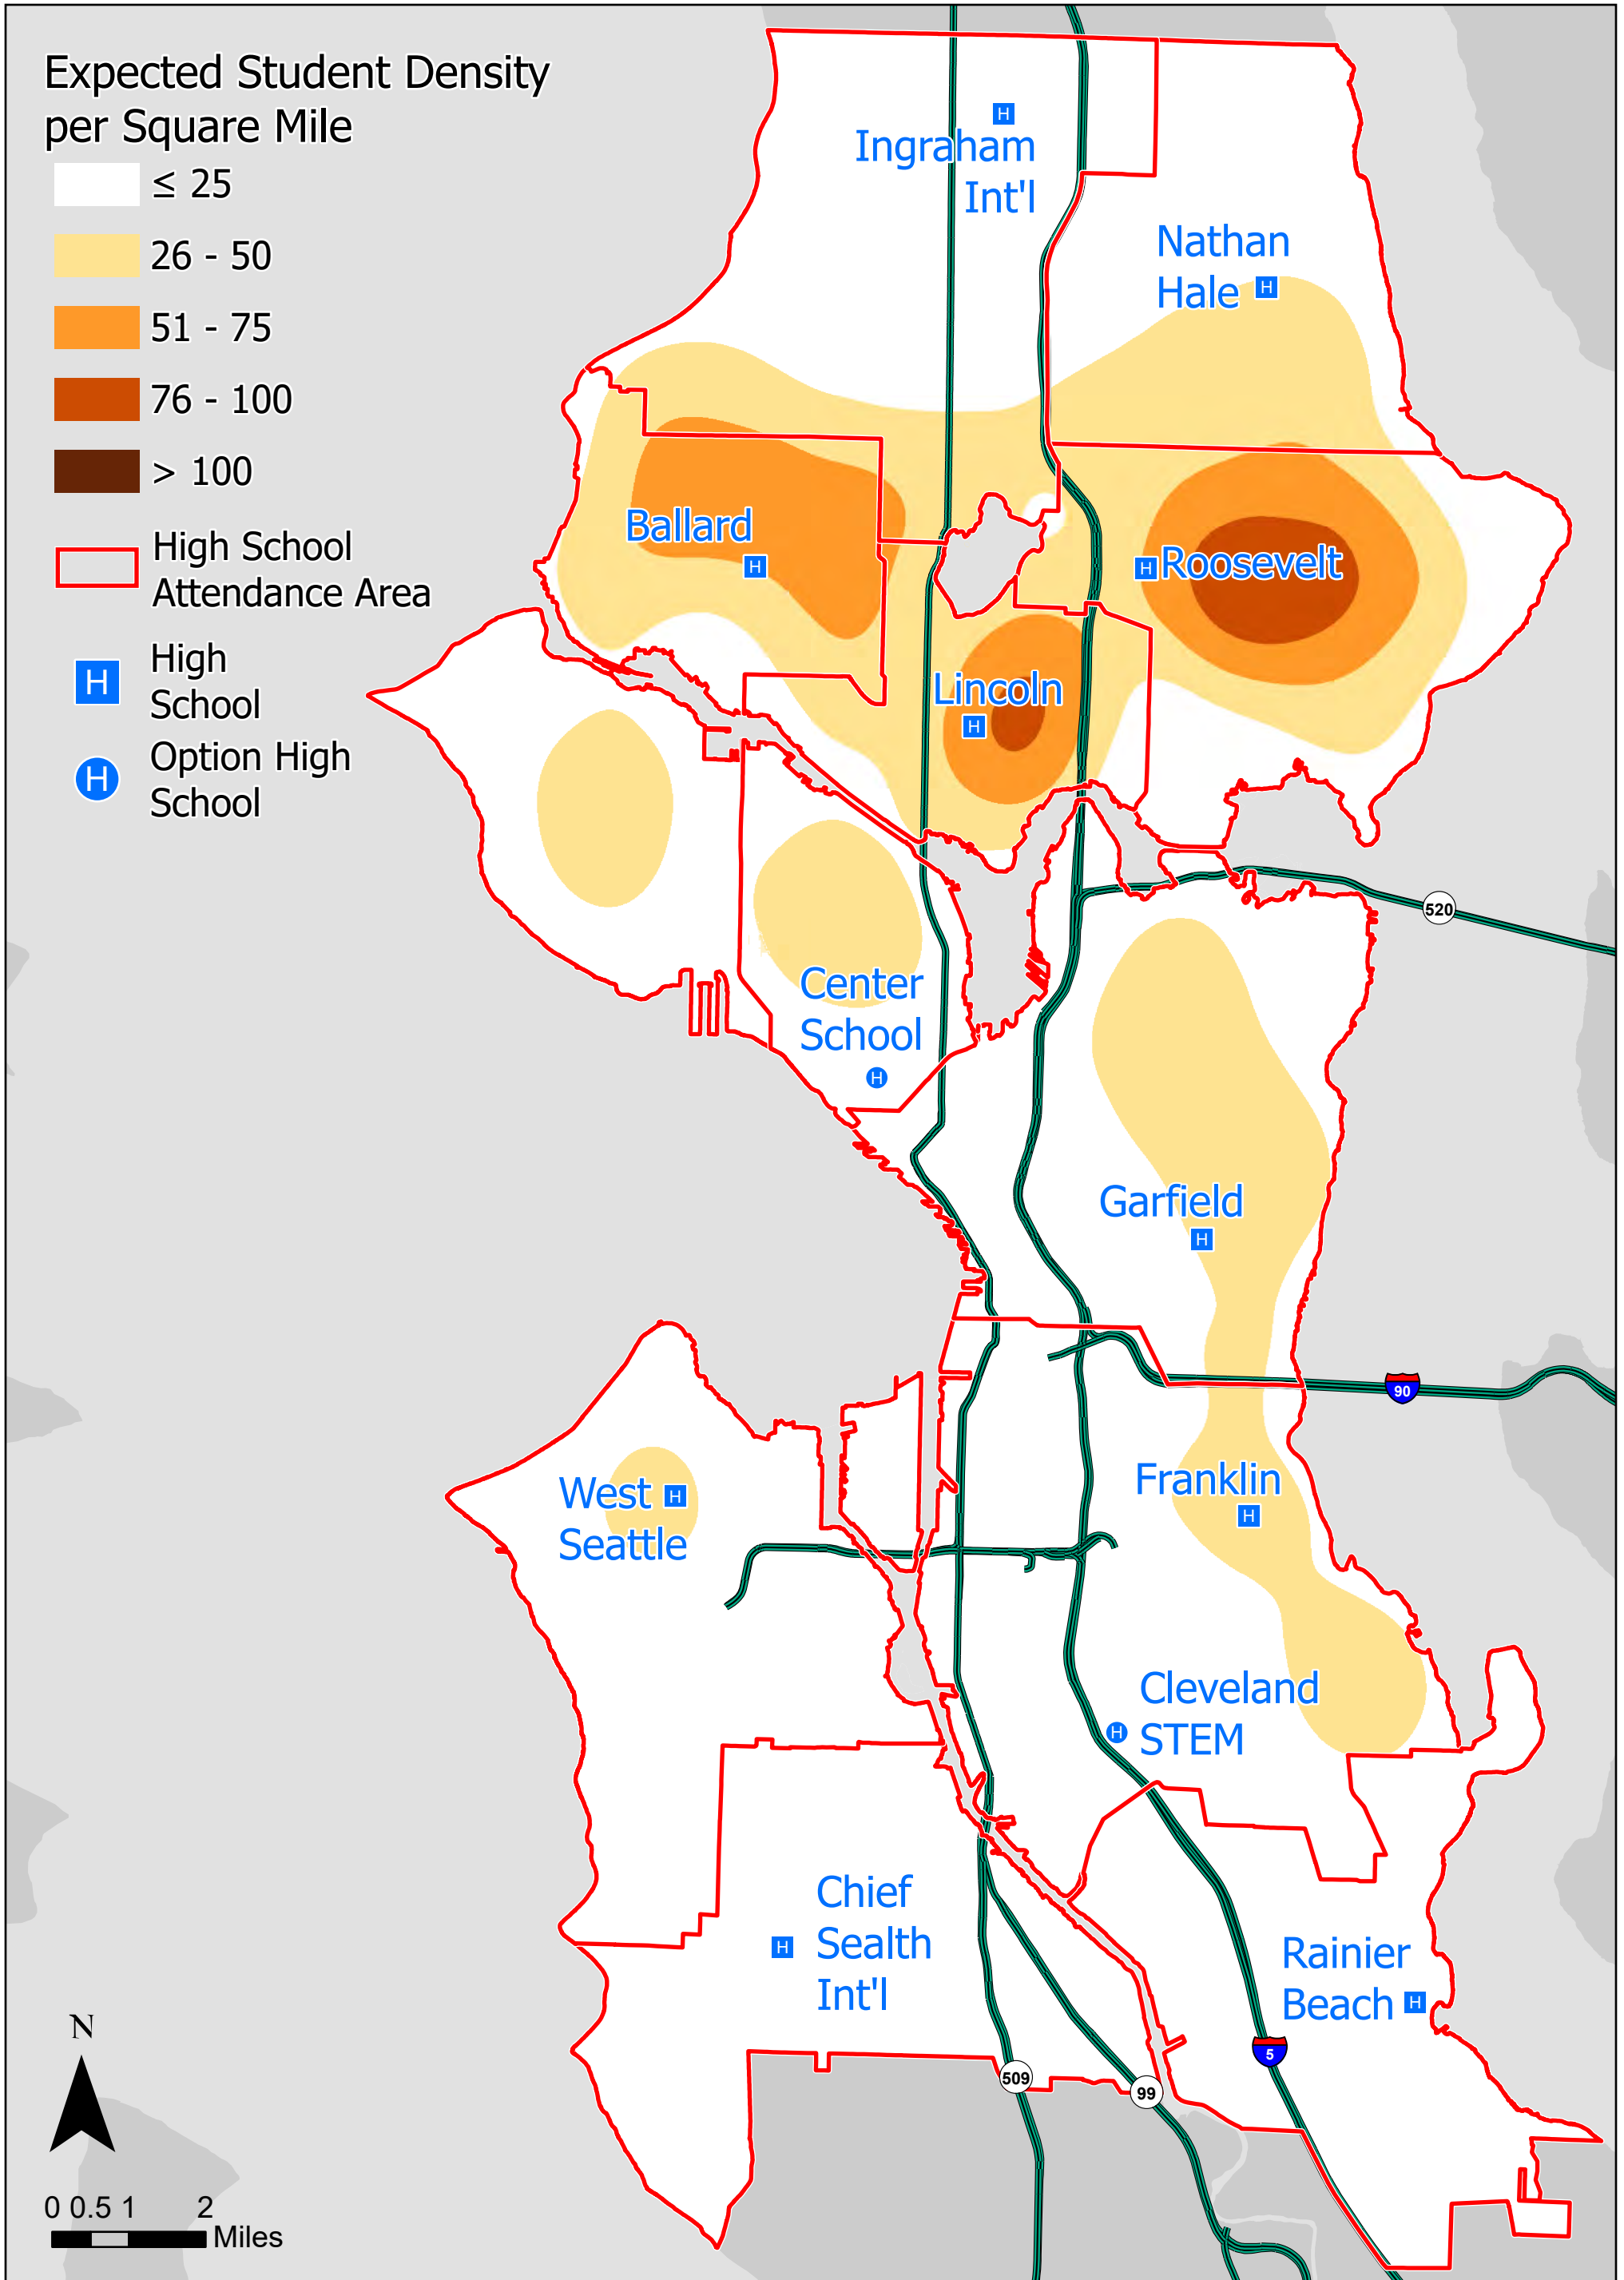 Expected Student Density
per Square Mile
≤ 25
26 - 50
51 - 75
76 - 100
> 100
High School
Attendance Area
H
High
School
H
Option High
School
H
Ingraham
Int'l
Nathan
Hale H
Ballard
H
H Roosevelt
Lincoln
H
520
Center
School
H
Garfield
H
90
West H
Seattle
Franklin
H
Cleveland
H STEM
Chief
H Sealth
Int'l
Rainier
Beach H
5
509
99
N
0 0.5 1 2
Miles